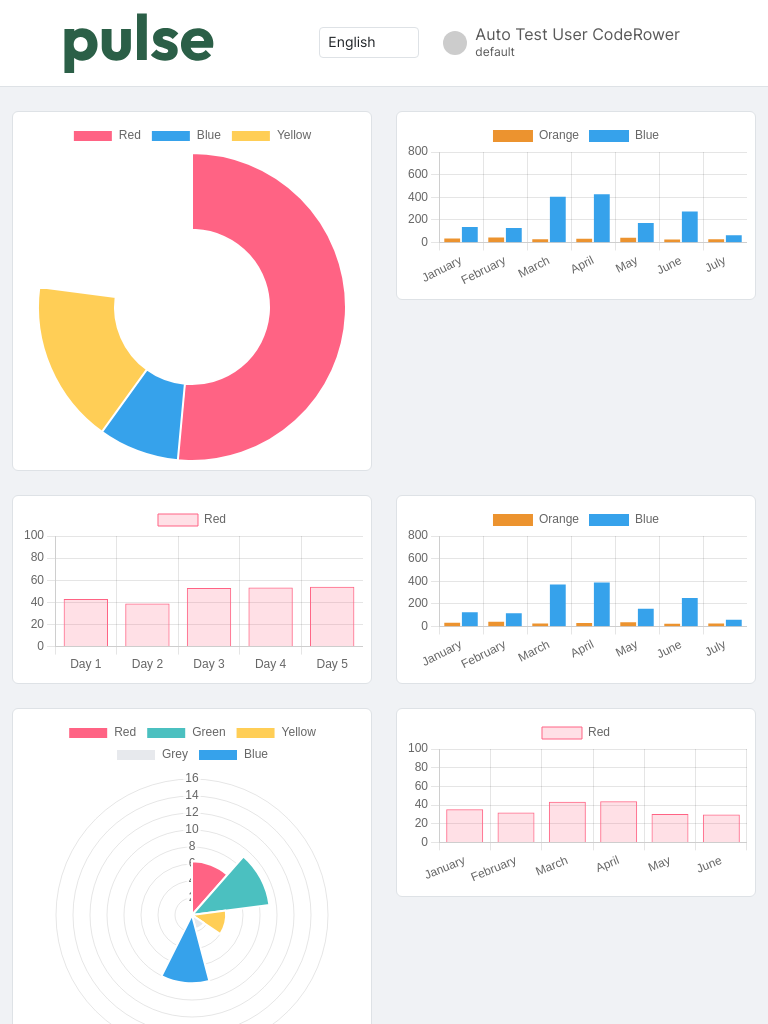 pulse
English
Auto Test User CodeRower
default
Red Blue Yellow
Orange Blue
800
600
400
200
0
January February March April May June July
Red
100
80
60
40
20
0
Day 1 Day 2 Day 3 Day 4 Day 5
Orange Blue
800
600
400
200
0
January February March April May June July
Red Green Yellow
Grey Blue
16
14
12
10
8
Red
100
80
60
40
20
0
January February March April May June